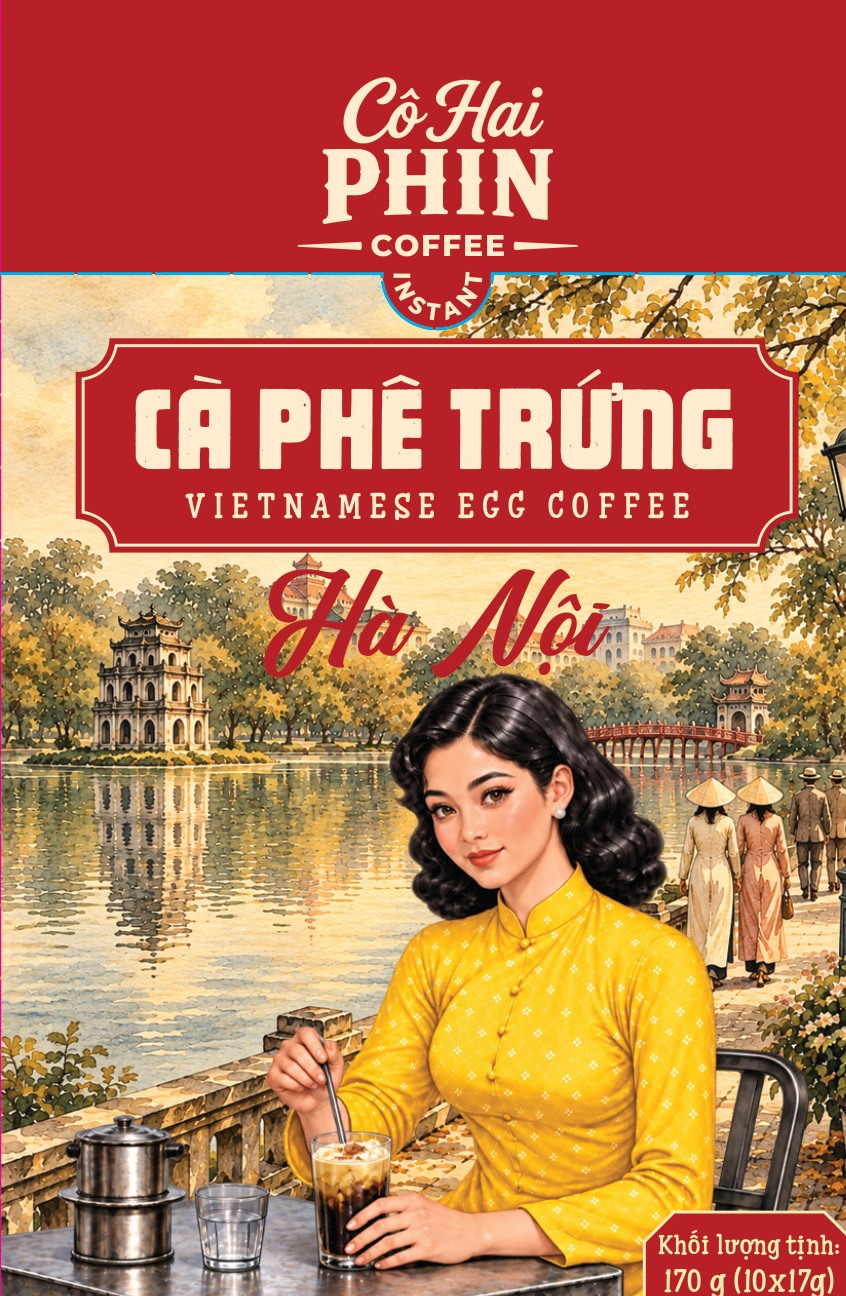 Cô Hai
PHIN
COFFEE
INSTANT
CÀ PHÊ TRỨNG
VIETNAMESE EGG COFFEE
Hà Nội
Khối lượng tịnh:
170 g (10x17g)